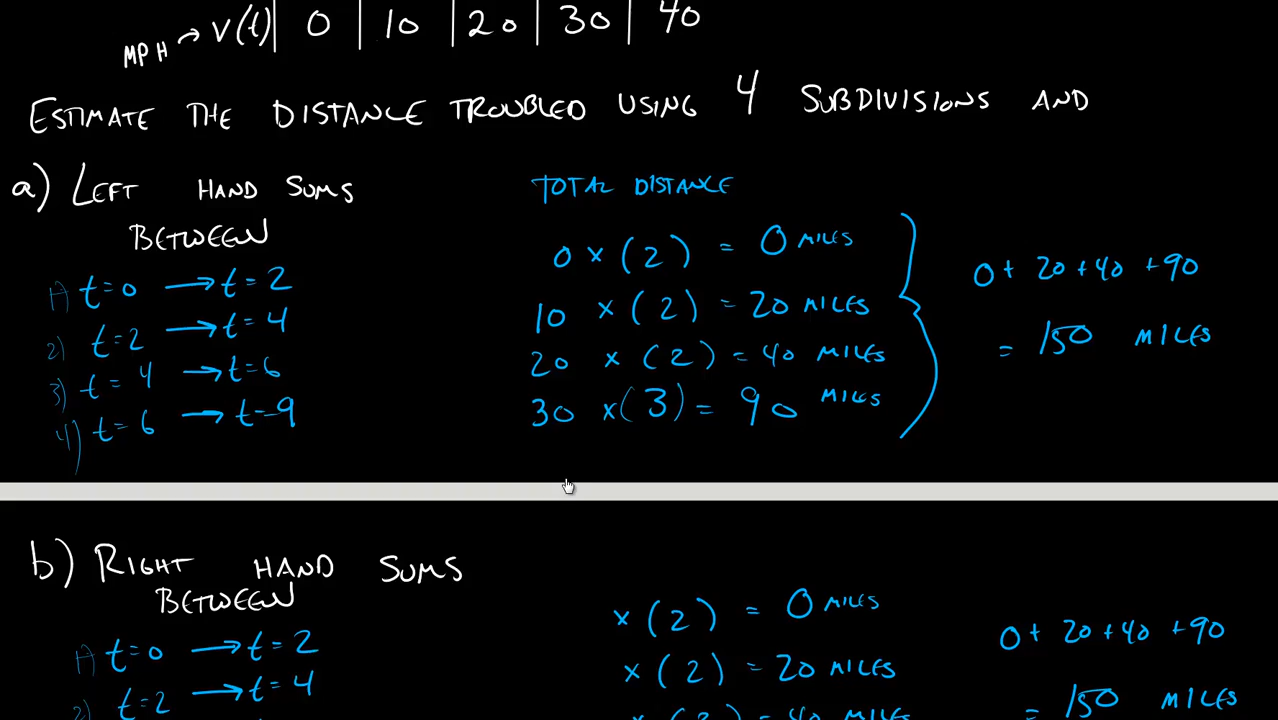 MPH → v(t) | 0 | 10 | 20 | 30 | 40
ESTIMATE THE DISTANCE TROUBLED USING 4 SUBDIVISIONS AND
a) LEFT HAND SUMS
BETWEEN
1) t=0 → t=2
2) t=2 → t=4
3) t=4 → t=6
4) t=6 → t=9
TOTAL DISTANCE
0 × (2) = 0 MILES
10 × (2) = 20 MILES
20 × (2) = 40 MILES
30 × (3) = 90 MILES
0+ 20+40 +90
= 150 MILES
b) RIGHT HAND SUMS
BETWEEN
1) t=0 → t=2
2) t=2 → t=4
× (2) = 0 MILES
× (2) = 20 MILES
× (2) = 40 MILES
0+ 20+40 +90
= 150 MILES